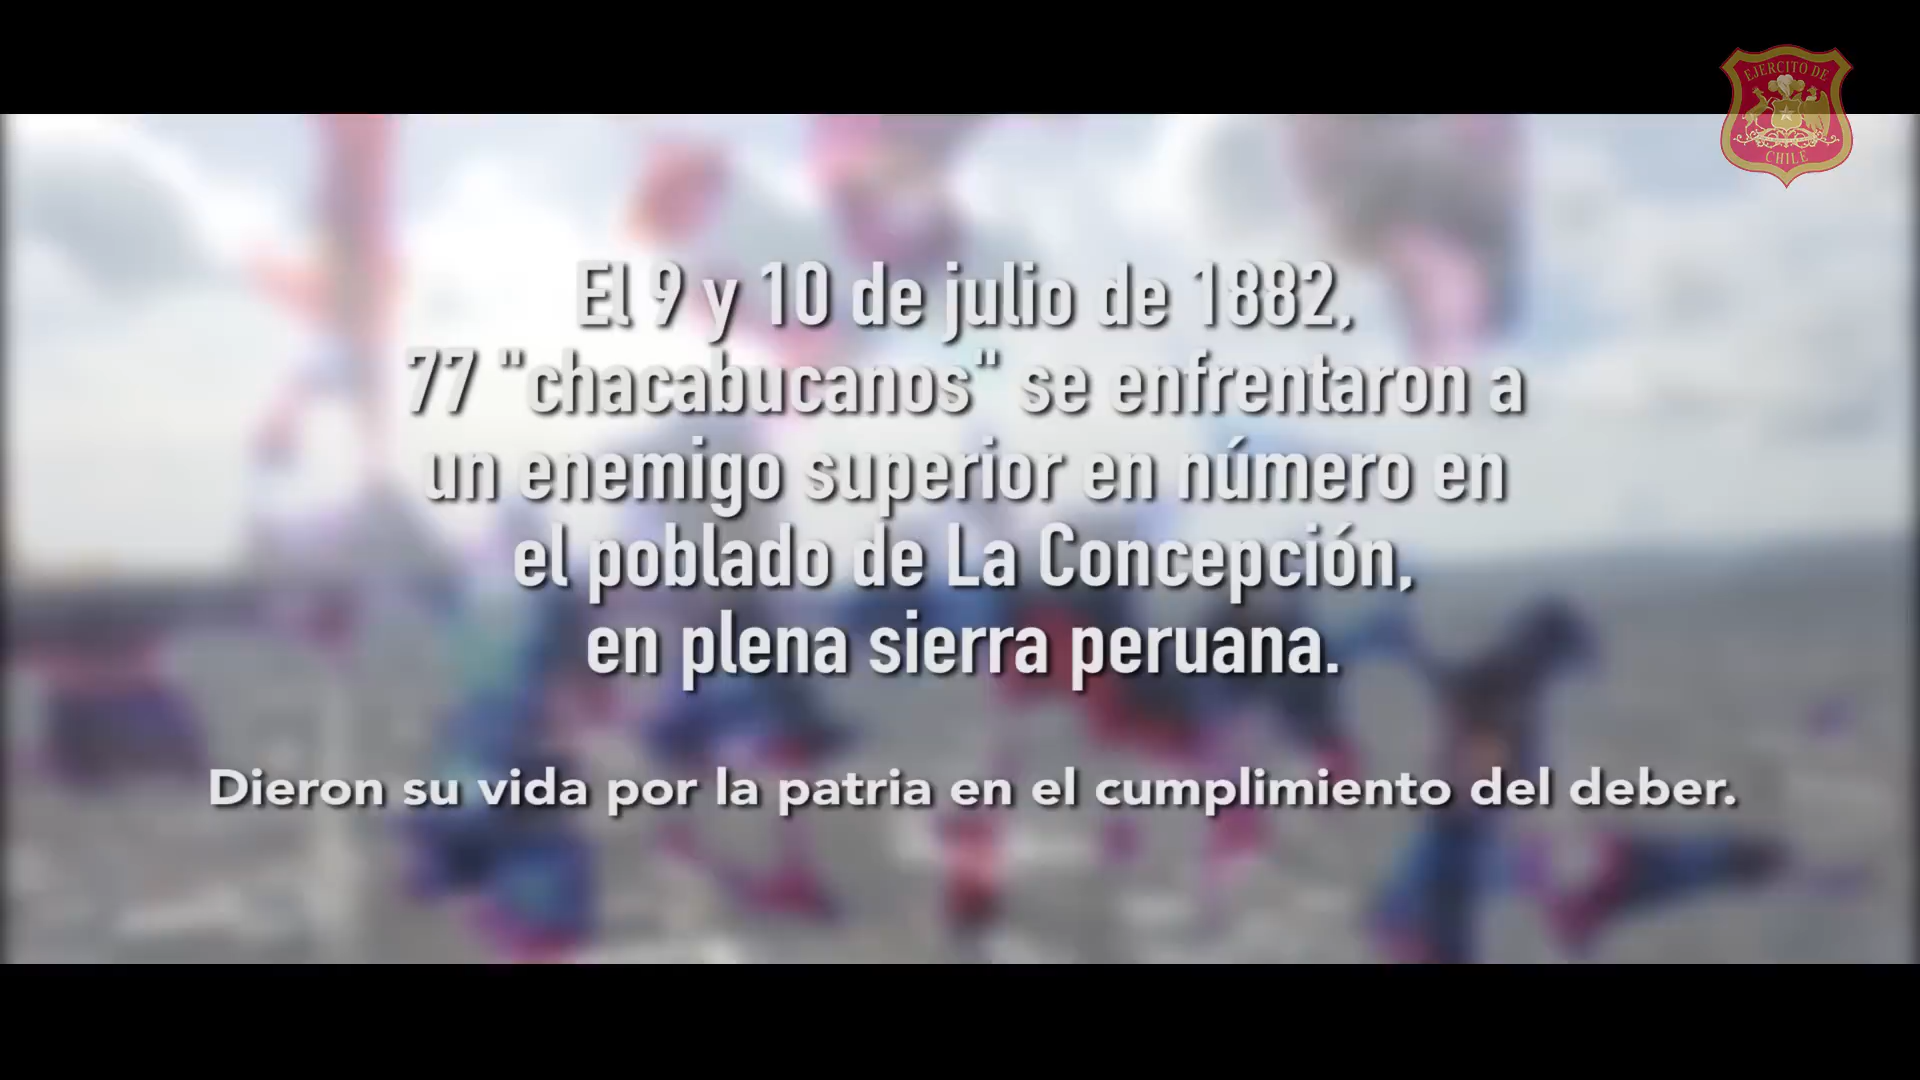 EJERCITO DE
CHILE
El 9 y 10 de julio de 1882,
77 "chacabucanos" se enfrentaron a
un enemigo superior en número en
el poblado de La Concepción,
en plena sierra peruana.
Dieron su vida por la patria en el cumplimiento del deber.